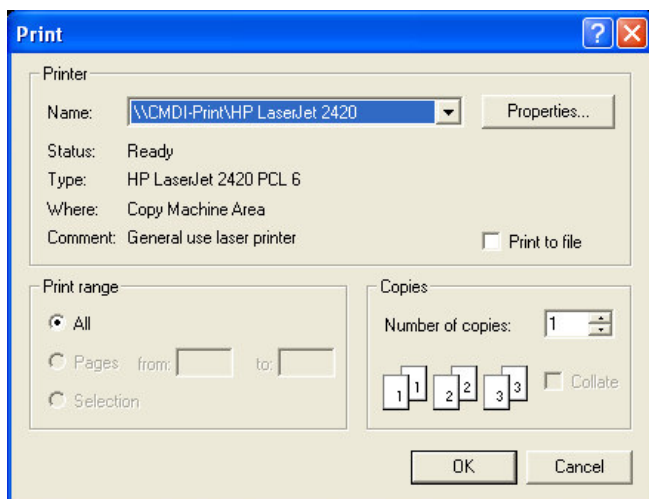 Print
Printer
Name: \\CMDI-Print\HP LaserJet 2420 Properties...
Status: Ready
Type: HP LaserJet 2420 PCL 6
Where: Copy Machine Area
Comment: General use laser printer Print to file
Print range
All
Pages from: to:
Selection
Copies
Number of copies: 1
1 1 2 2 3 3 Collate
OK Cancel